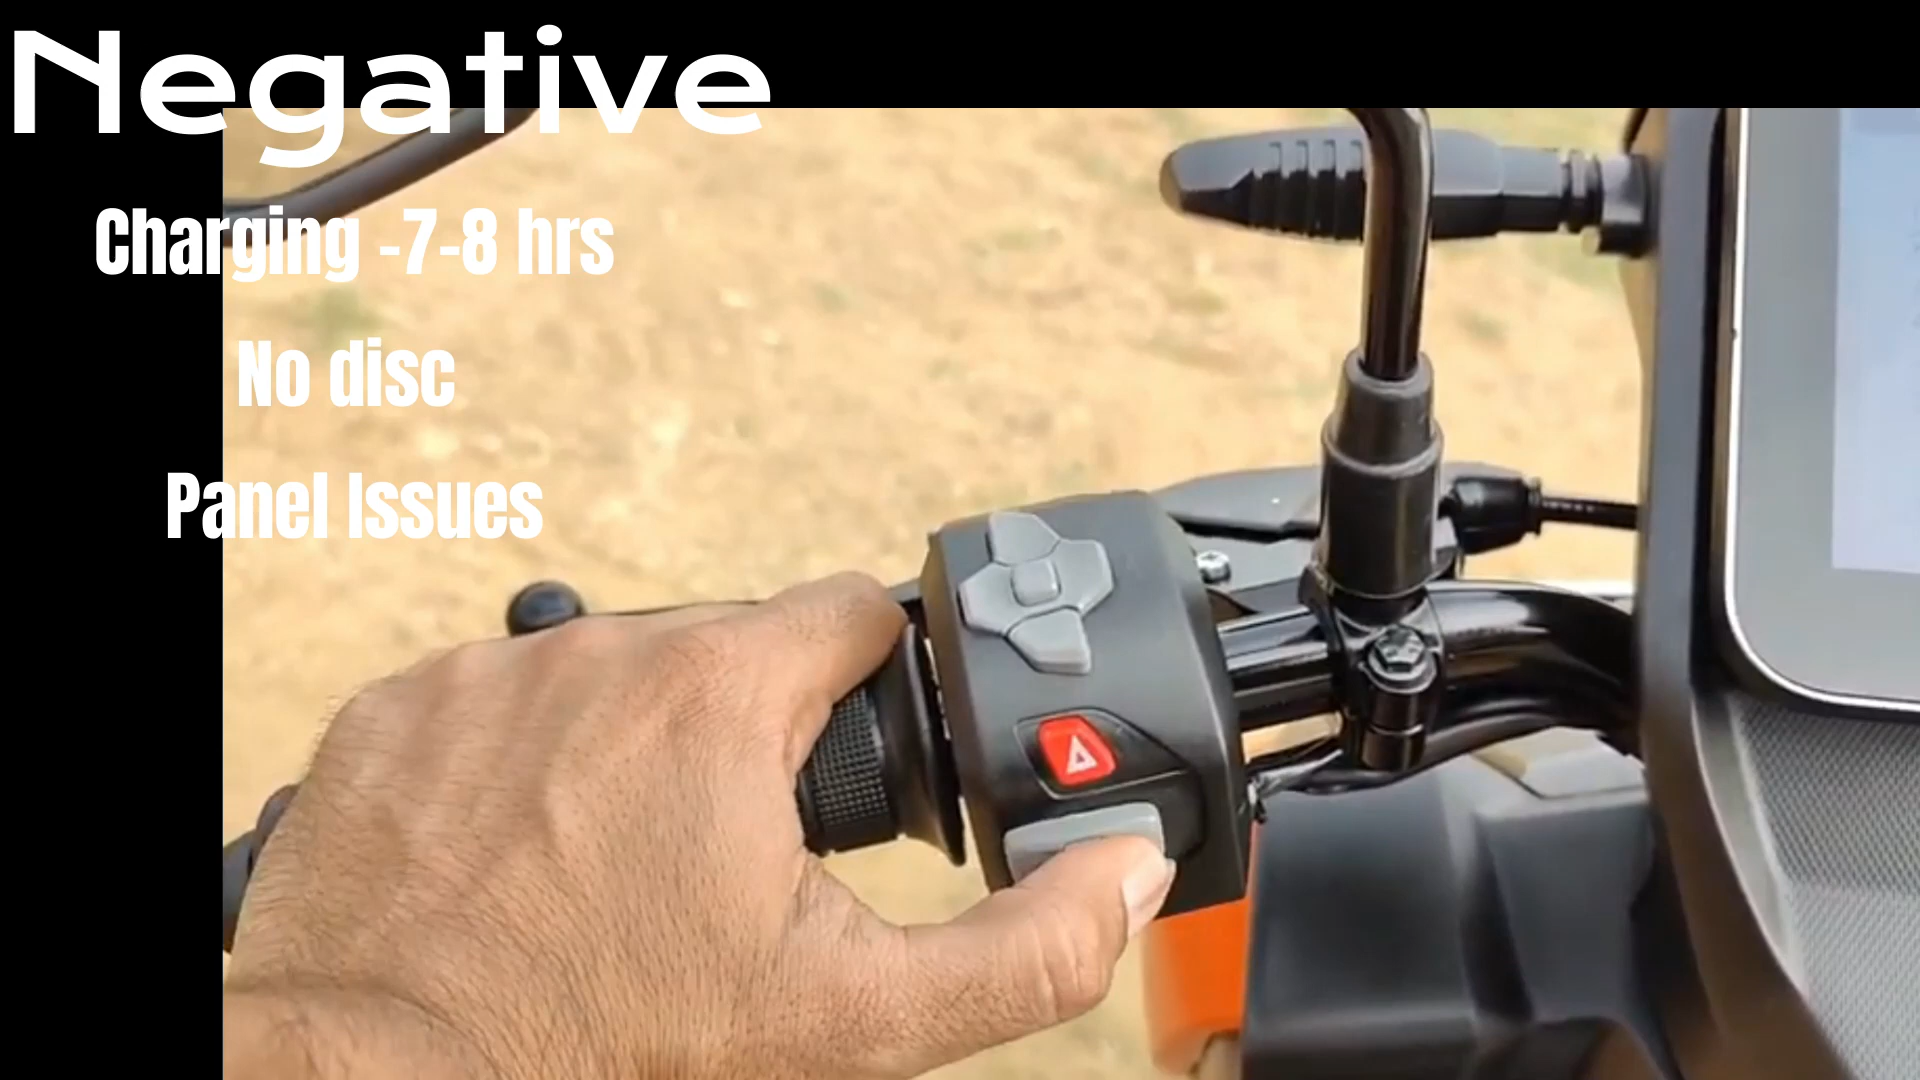 Negative
Charging -7-8 hrs
No disc
Panel Issues